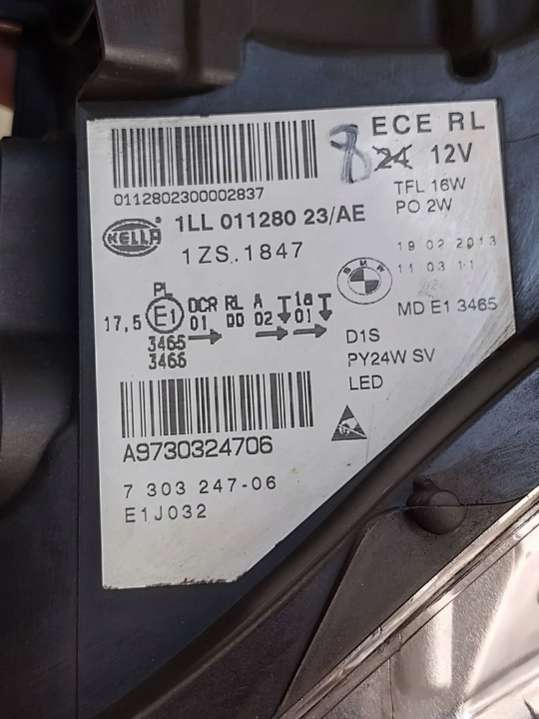 8 ECE RL
24 12V
0112802300002837
TFL 16W
PO 2W
HELLA 1LL 011280 23/AE
1ZS.1847
19 02 2013
11 03 11
BMW
PL
17,5 E1 DCR RL A 1a
01 DD 02 01
MD E1 3465
3465
3466
D1S
PY24W SV
LED
A9730324706
7 303 247-06
E1J032